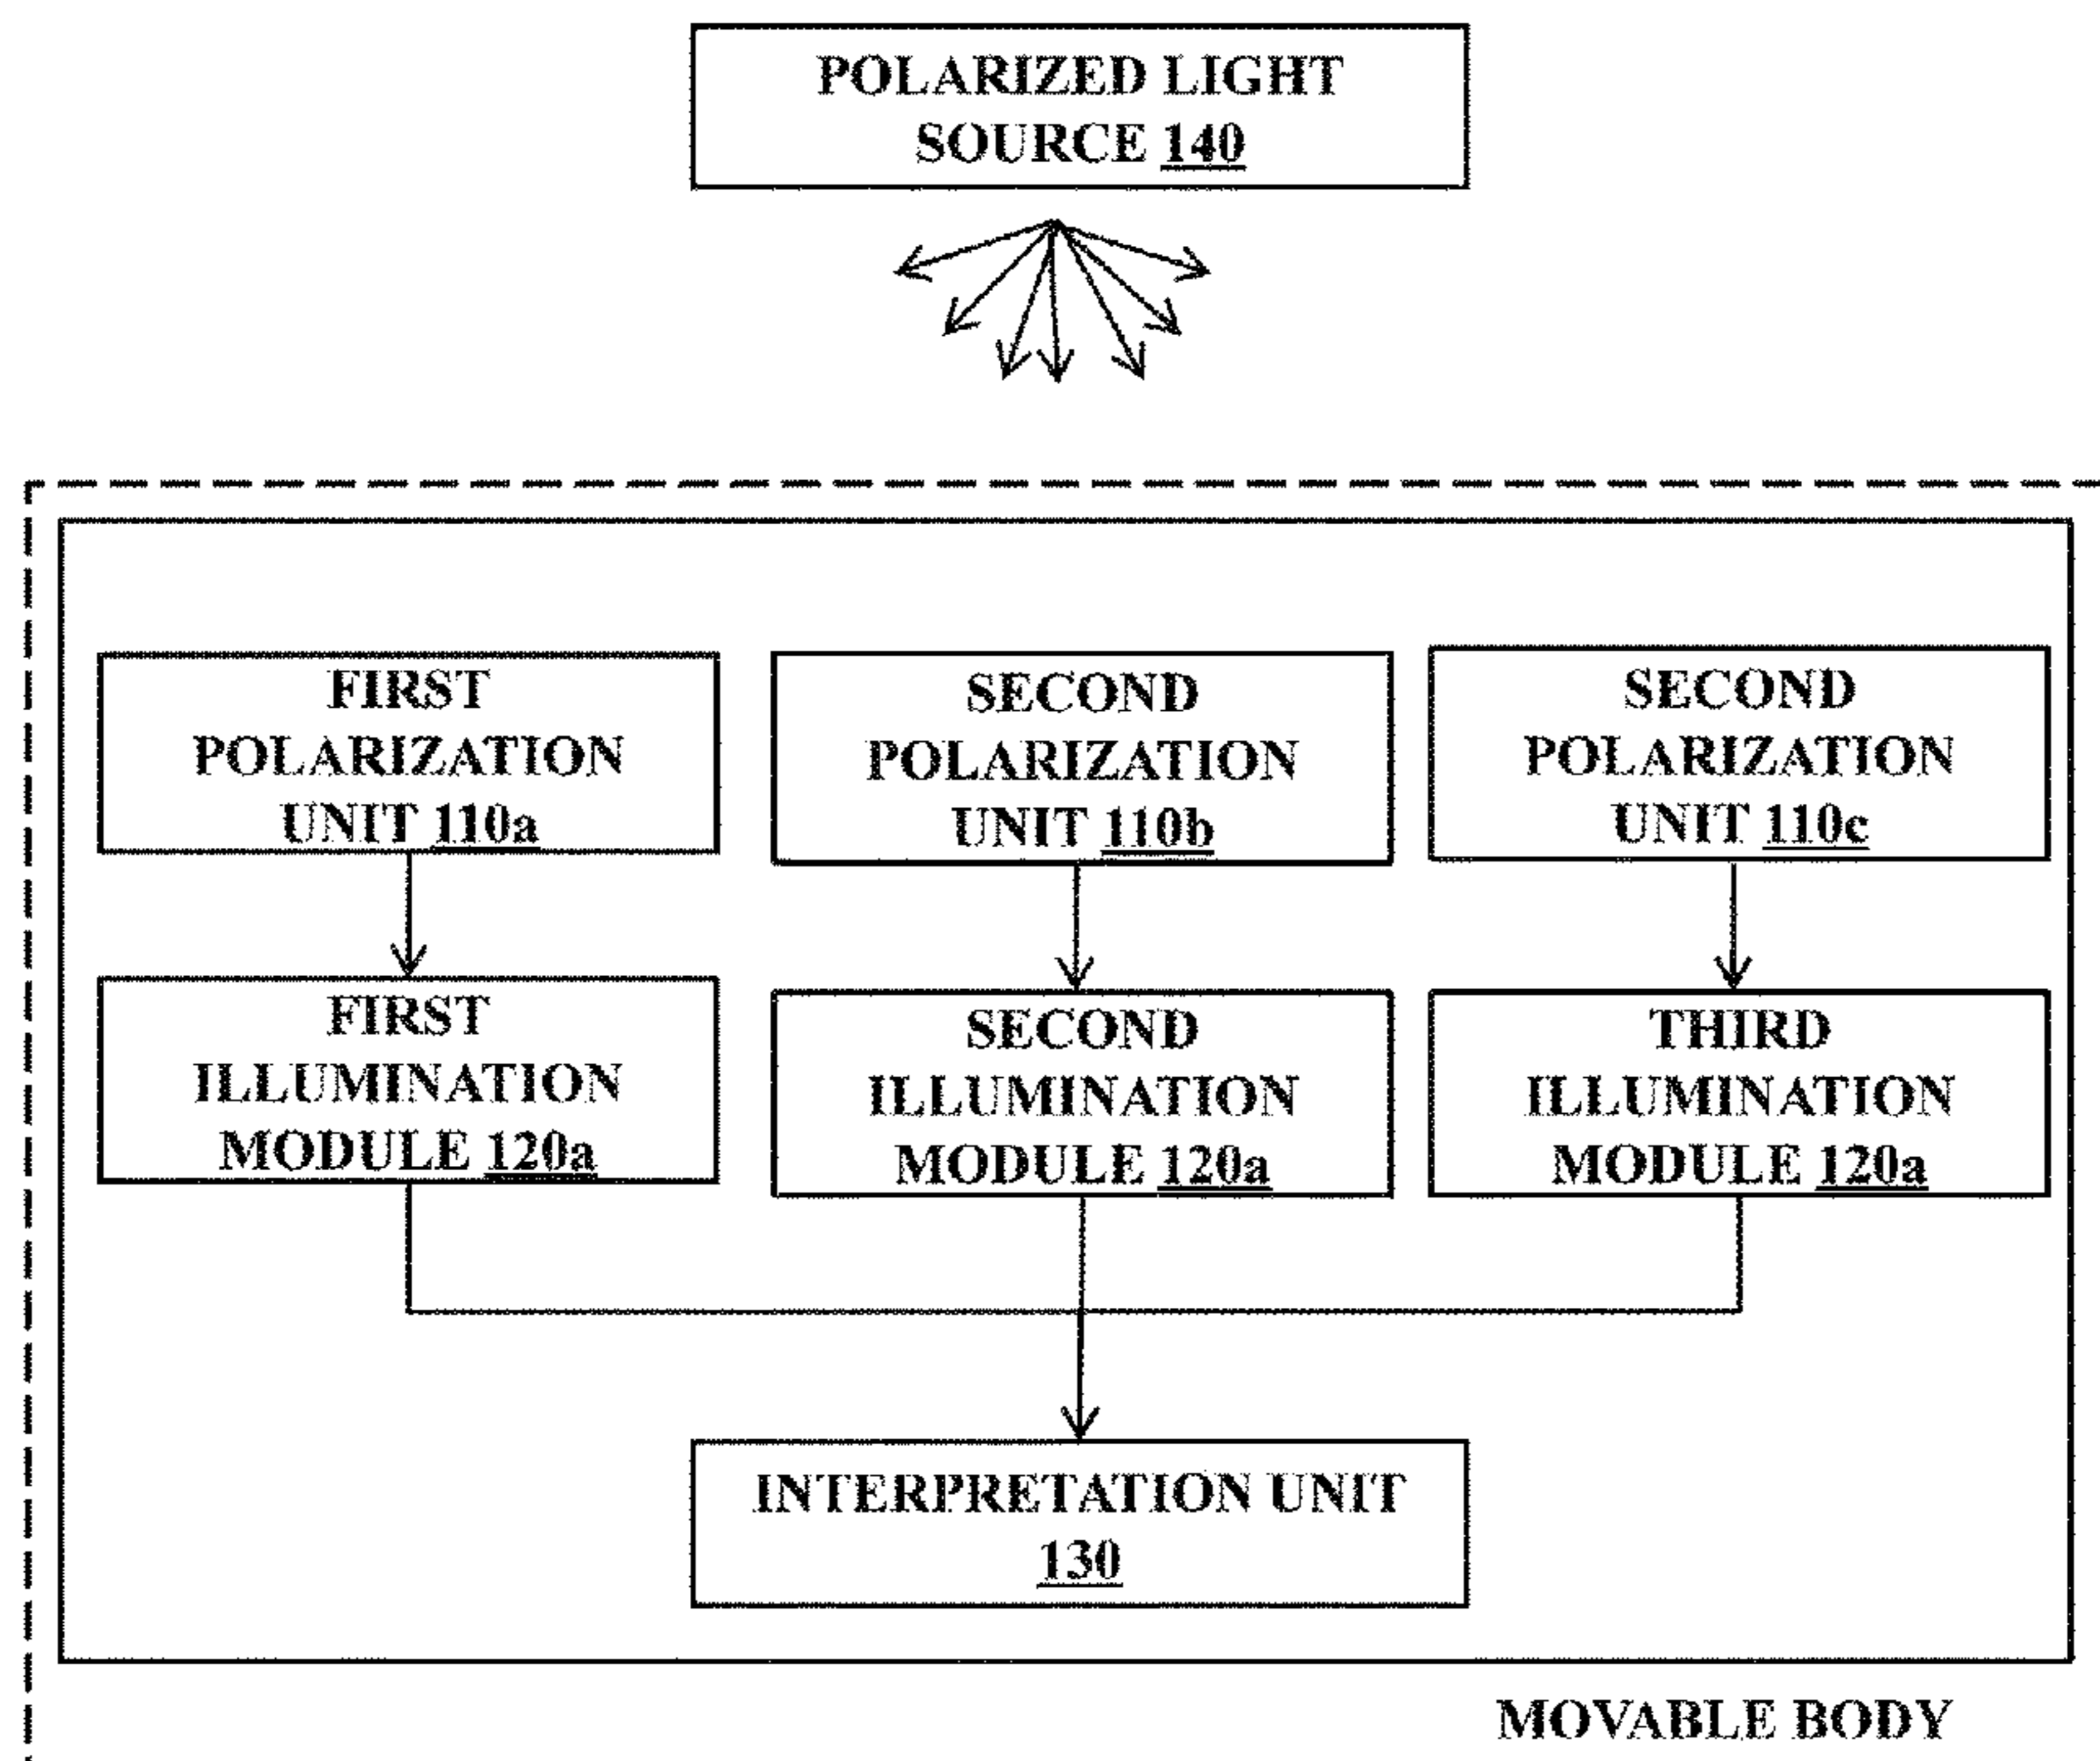 POLARIZED LIGHT
SOURCE 140
FIRST
POLARIZATION
UNIT 110a
SECOND
POLARIZATION
UNIT 110b
SECOND
POLARIZATION
UNIT 110c
FIRST
ILLUMINATION
MODULE 120a
SECOND
ILLUMINATION
MODULE 120a
THIRD
ILLUMINATION
MODULE 120a
INTERPRETATION UNIT
130
MOVABLE BODY